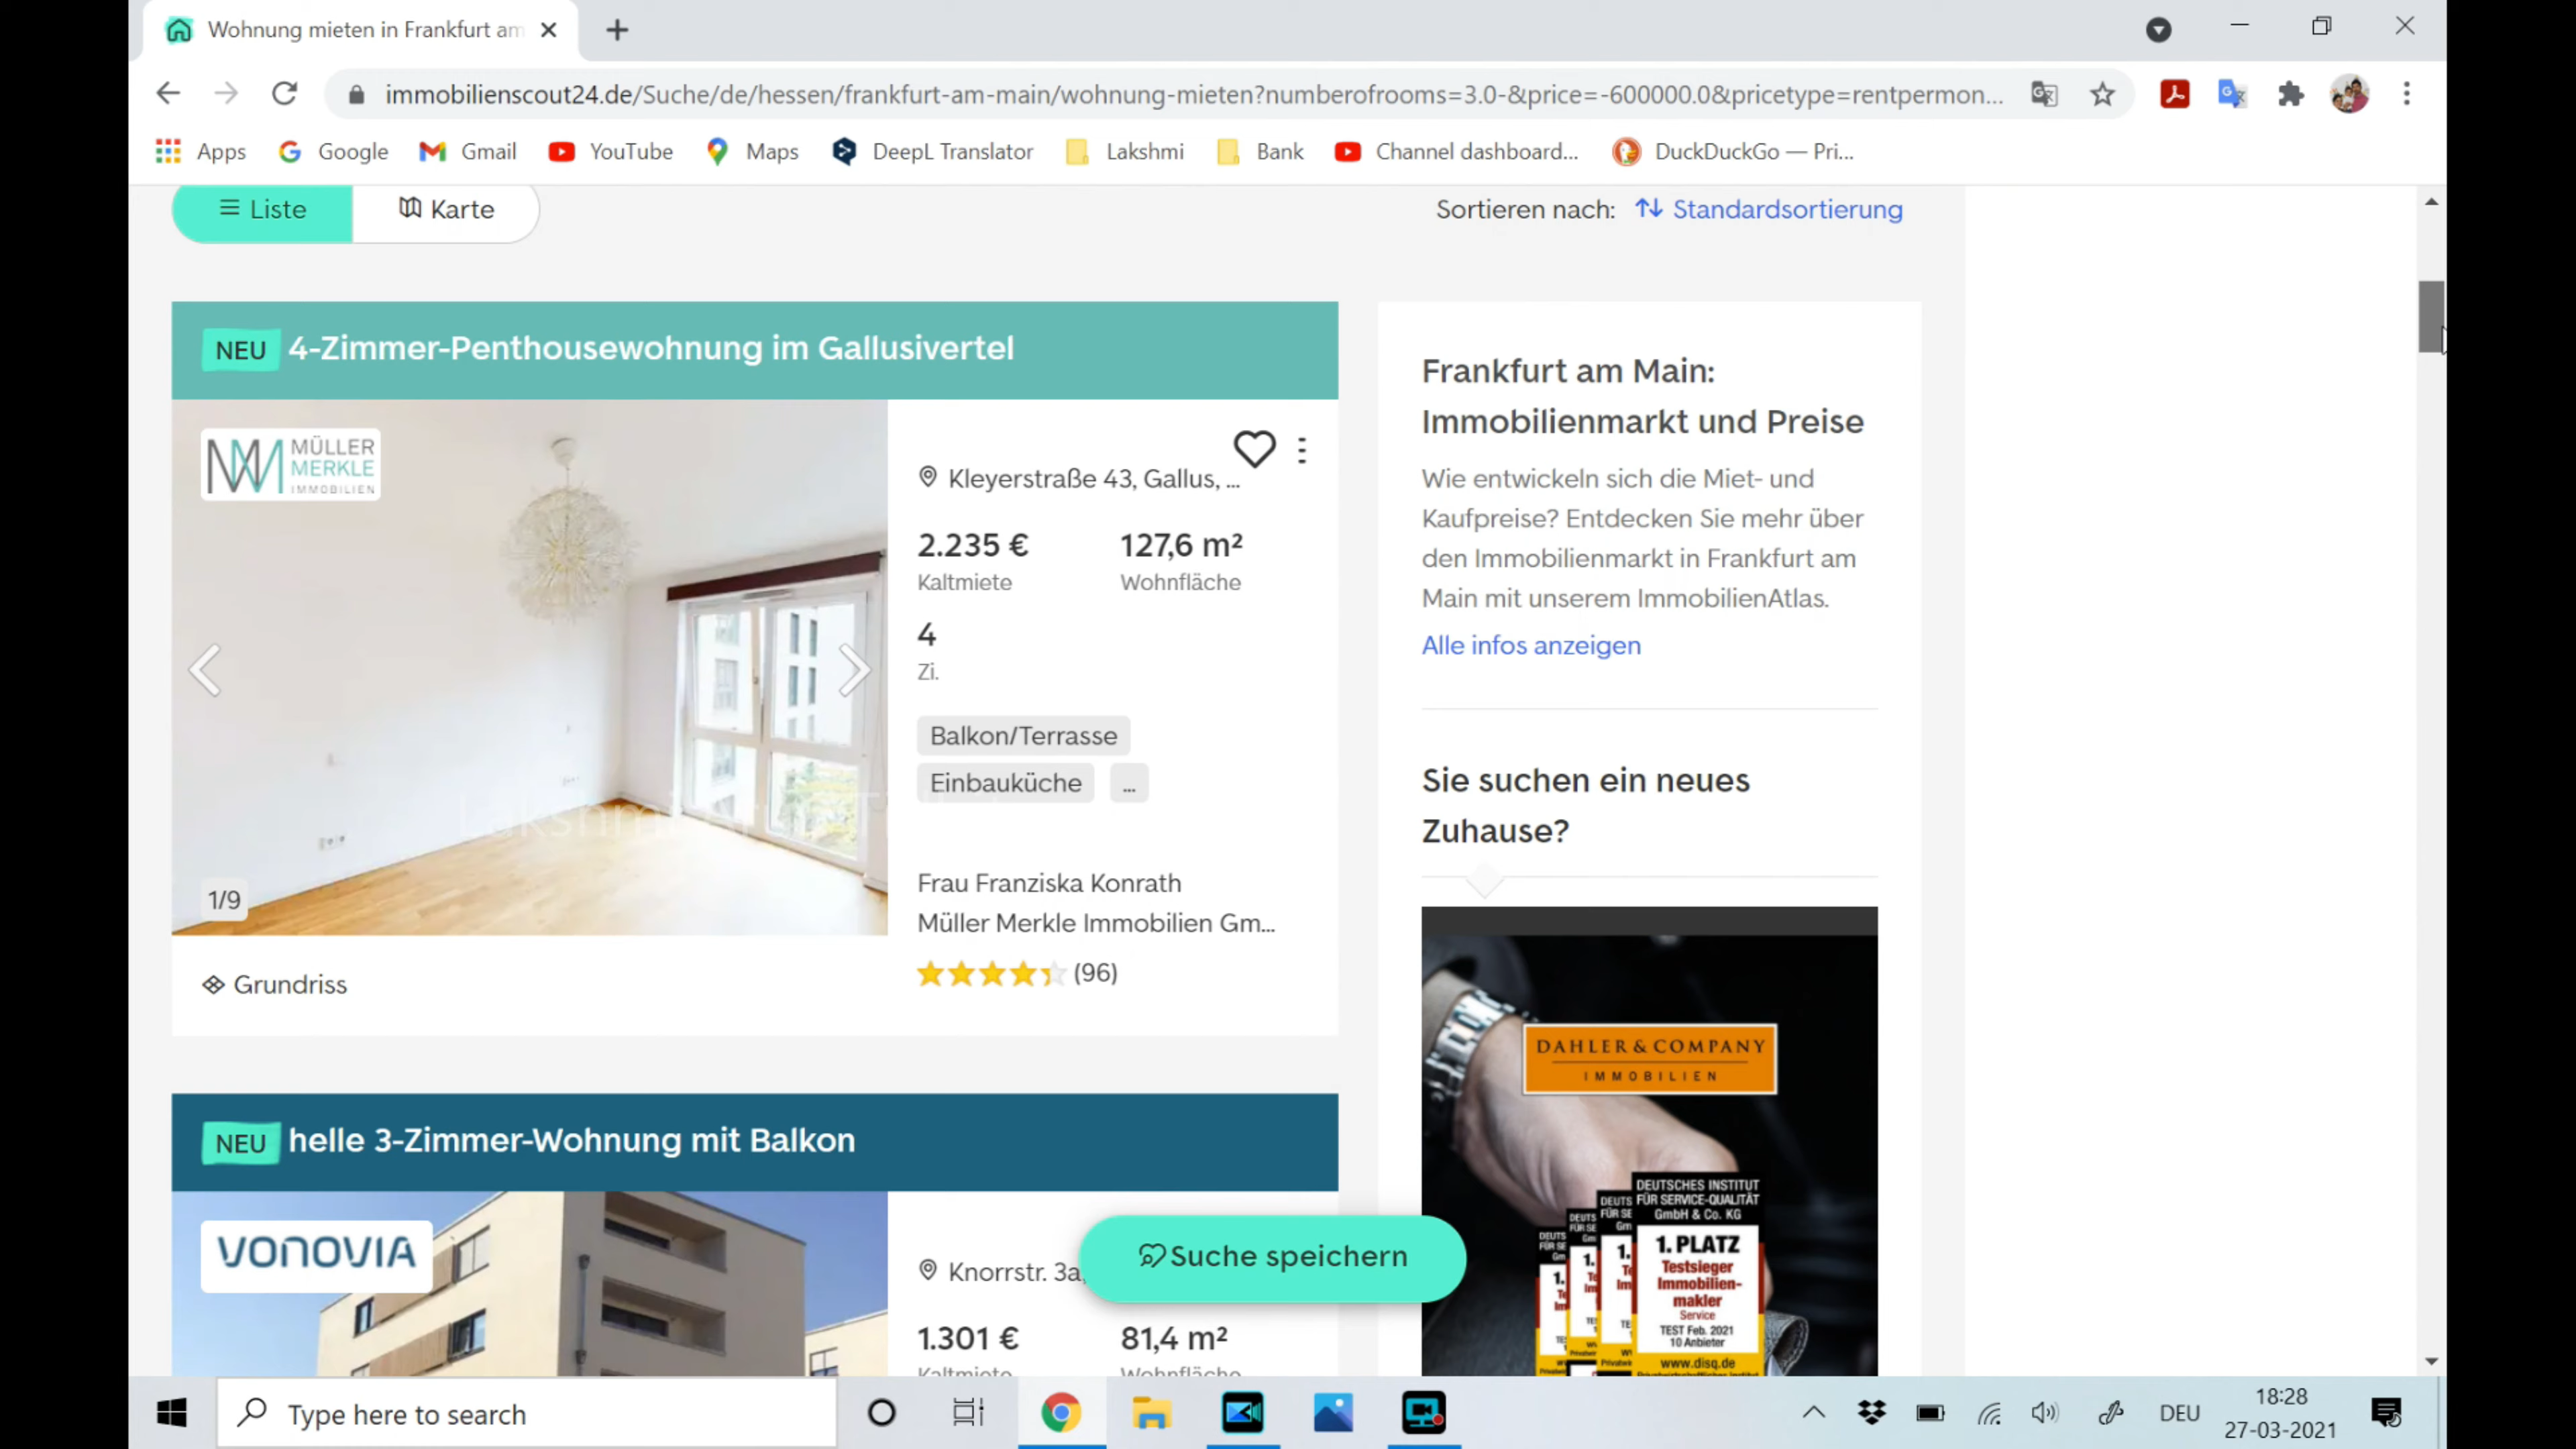 Wohnung mieten in Frankfurt am
immobilienscout24.de/Suche/de/hessen/frankfurt-am-main/wohnung-mieten?numberofrooms=3.0-&price=-600000.0&pricetype=rentpermon...
Apps Google Gmail YouTube Maps DeepL Translator Lakshmi Bank Channel dashboard... DuckDuckGo — Pri...
Liste Karte
Sortieren nach: Standardsortierung
NEU 4-Zimmer-Penthousewohnung im Gallusivertel
MÜLLER
MERKLE
IMMOBILIEN
Kleyerstraße 43, Gallus, ...
2.235 € 127,6 m²
Kaltmiete Wohnfläche
4
Zi.
Balkon/Terrasse
Einbauküche ...
Frau Franziska Konrath
Müller Merkle Immobilien Gm...
(96)
1/9
Grundriss
NEU helle 3-Zimmer-Wohnung mit Balkon
VONOVIA
Knorrstr. 3a,
1.301 € 81,4 m²
Kaltmiete Wohnfläche
Suche speichern
Frankfurt am Main:
Immobilienmarkt und Preise
Wie entwickeln sich die Miet- und
Kaufpreise? Entdecken Sie mehr über
den Immobilienmarkt in Frankfurt am
Main mit unserem ImmobilienAtlas.
Alle infos anzeigen
Sie suchen ein neues
Zuhause?
DAHLER & COMPANY
IMMOBILIEN
DEUTSCHES INSTITUT
FÜR SERVICE-QUALITÄT
GmbH & Co. KG
1. PLATZ
Testsieger
Immobilien-
makler
Service
TEST Feb. 2021
10 Anbieter
www.disq.de
Type here to search
DEU
18:28
27-03-2021